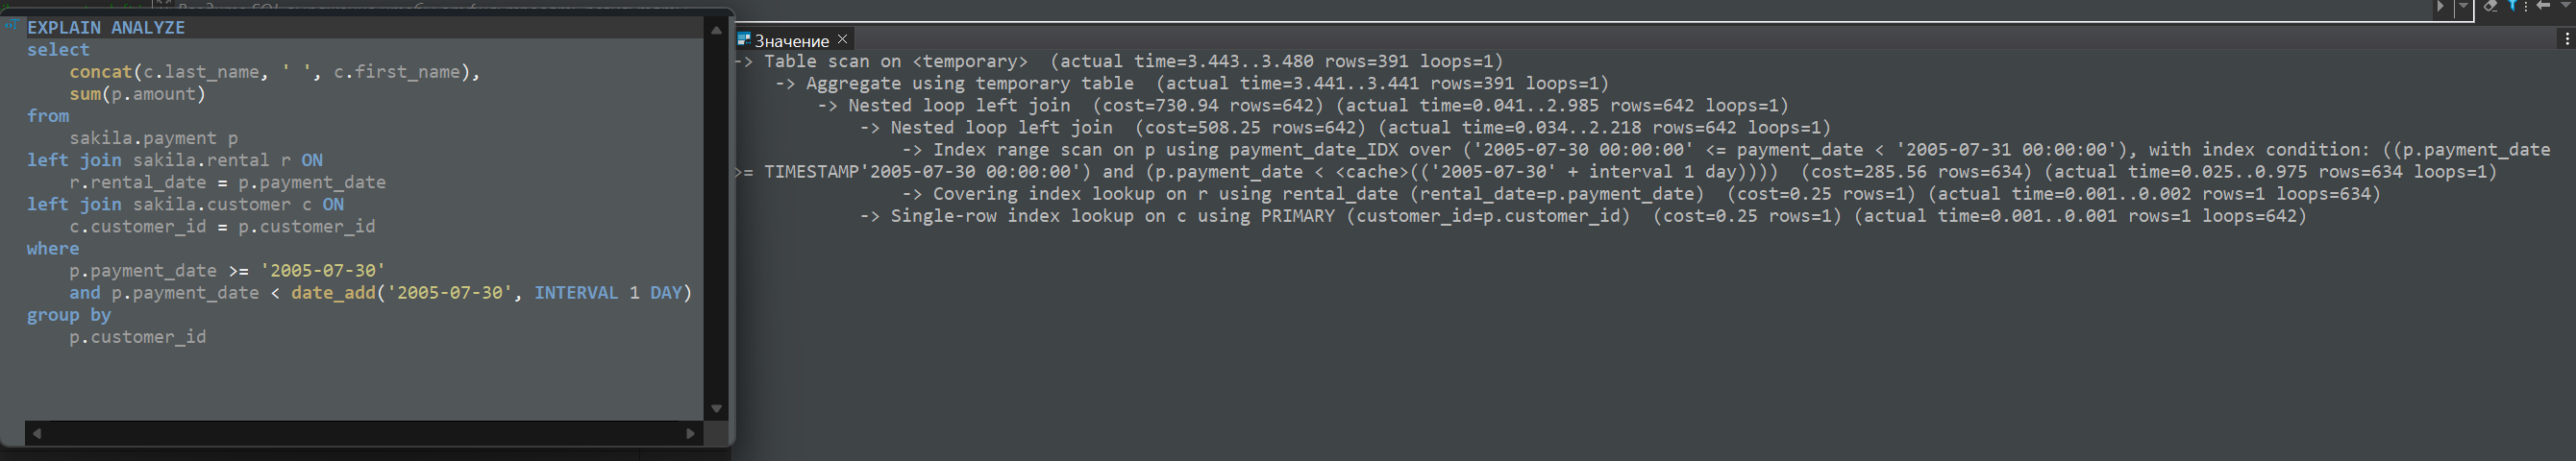 EXPLAIN ANALYZE
select
concat(c.last_name, ' ', c.first_name),
sum(p.amount)
from
sakila.payment p
left join sakila.rental r ON
r.rental_date = p.payment_date
left join sakila.customer c ON
c.customer_id = p.customer_id
where
p.payment_date >= '2005-07-30'
and p.payment_date < date_add('2005-07-30', INTERVAL 1 DAY)
group by
p.customer_id
Значение
-> Table scan on <temporary>  (actual time=3.443..3.480 rows=391 loops=1)
-> Aggregate using temporary table  (actual time=3.441..3.441 rows=391 loops=1)
-> Nested loop left join  (cost=730.94 rows=642) (actual time=0.041..2.985 rows=642 loops=1)
-> Nested loop left join  (cost=508.25 rows=642) (actual time=0.034..2.218 rows=642 loops=1)
-> Index range scan on p using payment_date_IDX over ('2005-07-30 00:00:00' <= payment_date < '2005-07-31 00:00:00'), with index condition: ((p.payment_date
>= TIMESTAMP'2005-07-30 00:00:00') and (p.payment_date < <cache>(('2005-07-30' + interval 1 day))))  (cost=285.56 rows=634) (actual time=0.025..0.975 rows=634 loops=1)
-> Covering index lookup on r using rental_date (rental_date=p.payment_date)  (cost=0.25 rows=1) (actual time=0.001..0.002 rows=1 loops=634)
-> Single-row index lookup on c using PRIMARY (customer_id=p.customer_id)  (cost=0.25 rows=1) (actual time=0.001..0.001 rows=1 loops=642)